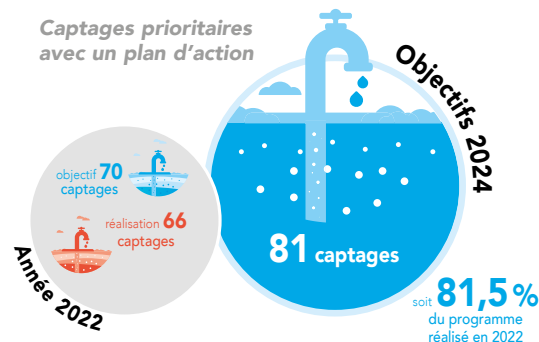 Captages prioritaires
avec un plan d'action
Objectifs 2024
objectif 70
captages
réalisation 66
captages
Année 2022
81 captages
soit 81,5 %
du programme
réalisé en 2022